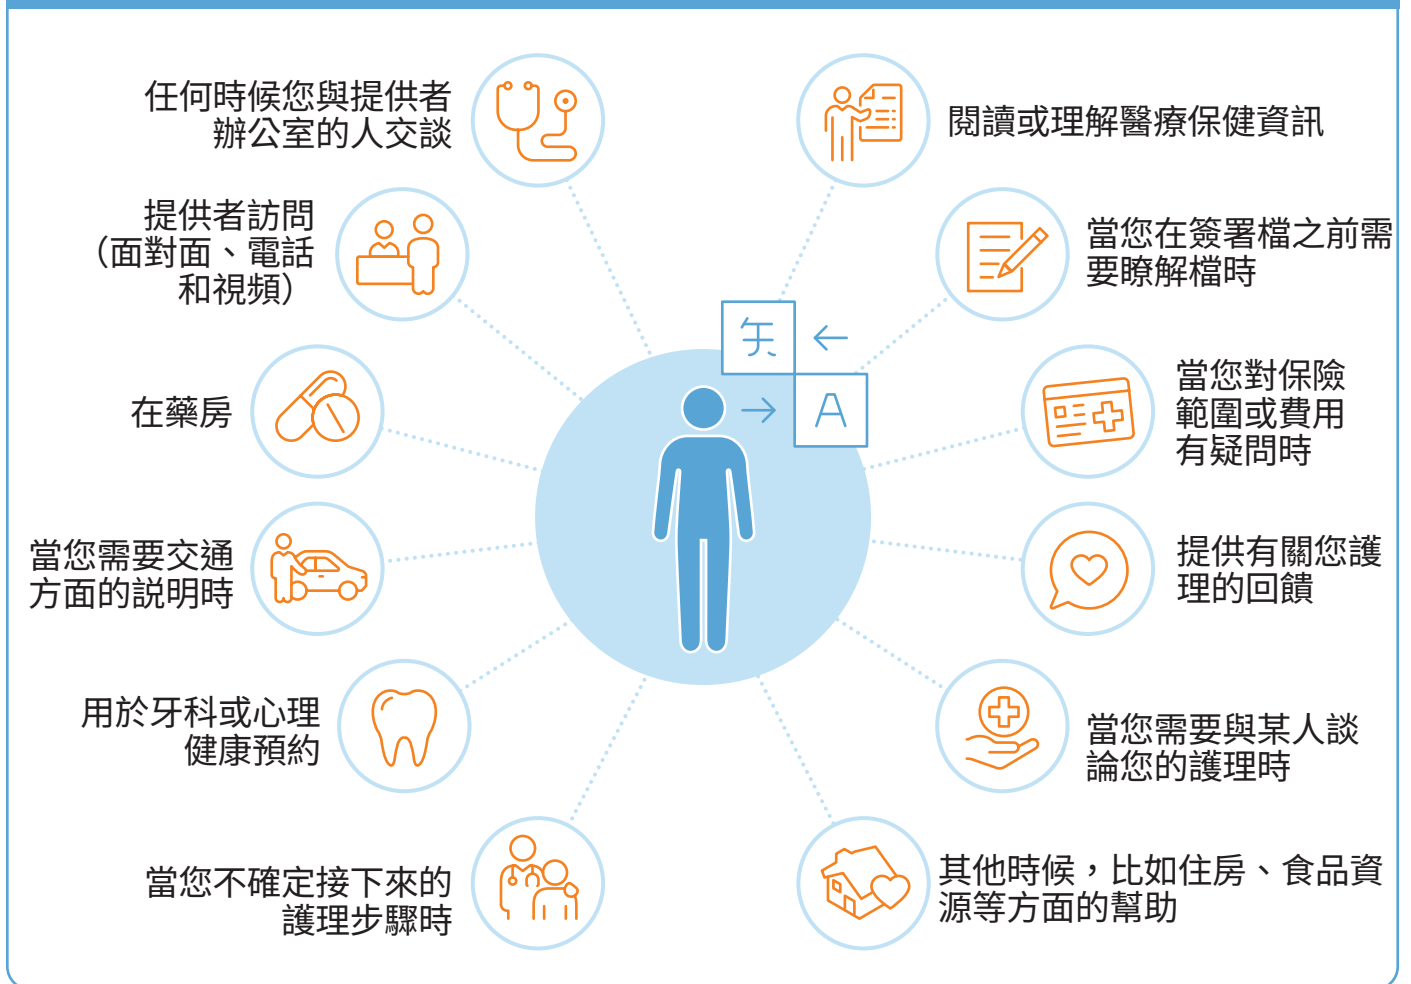 任何時候您與提供者
辦公室的人交談
提供者訪問
（面對面、電話
和視頻）
在藥房
當您需要交通
方面的說明時
用於牙科或心理
健康預約
當您不確定接下來的
護理步驟時
閱讀或理解醫療保健資訊
當您在簽署檔之前需
要瞭解檔時
當您對保險
範圍或費用
有疑問時
提供有關您護
理的回饋
當您需要與某人談
論您的護理時
其他時候，比如住房、食品資
源等方面的幫助
A